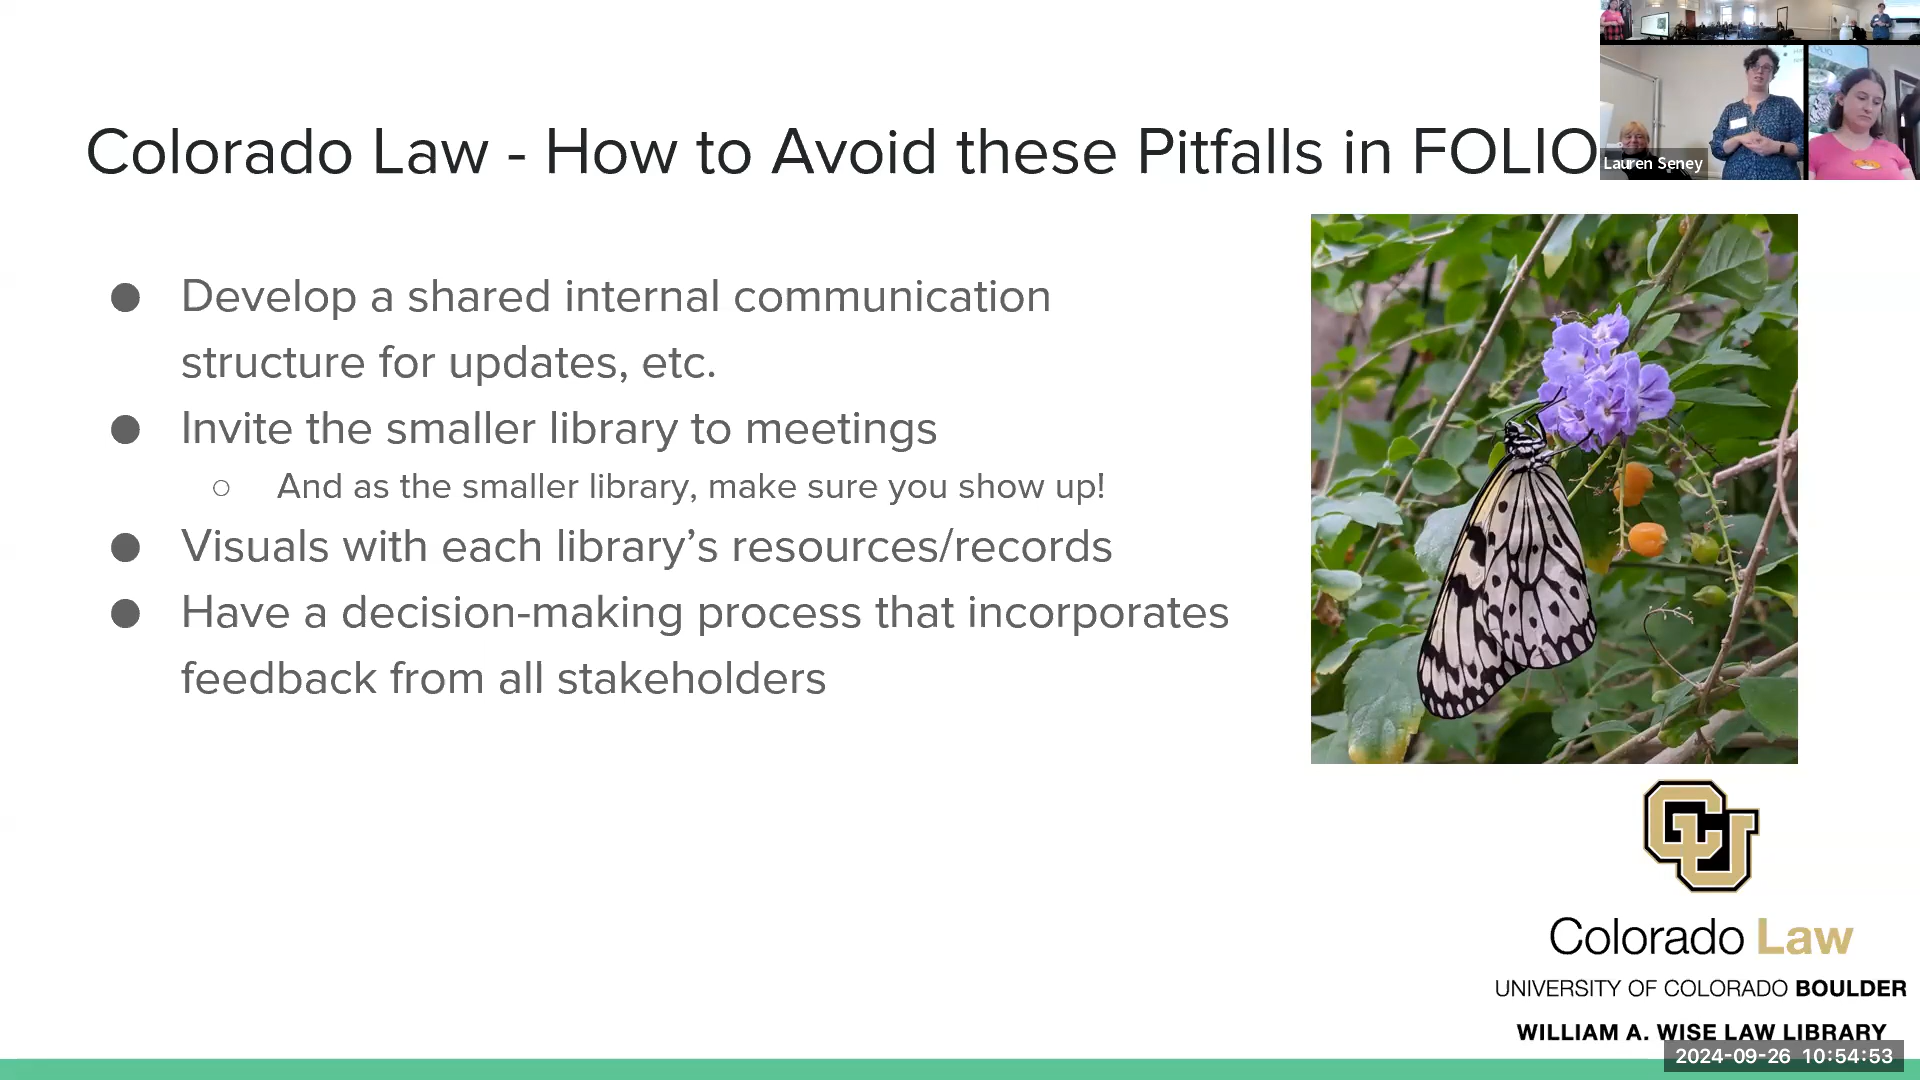 Colorado Law - How to Avoid these Pitfalls in FOLIO
Lauren Seney
● Develop a shared internal communication
structure for updates, etc.
● Invite the smaller library to meetings
○ And as the smaller library, make sure you show up!
● Visuals with each library’s resources/records
● Have a decision-making process that incorporates
feedback from all stakeholders
CU
Colorado Law
UNIVERSITY OF COLORADO BOULDER
WILLIAM A. WISE LAW LIBRARY
2024-09-26 10:54:53